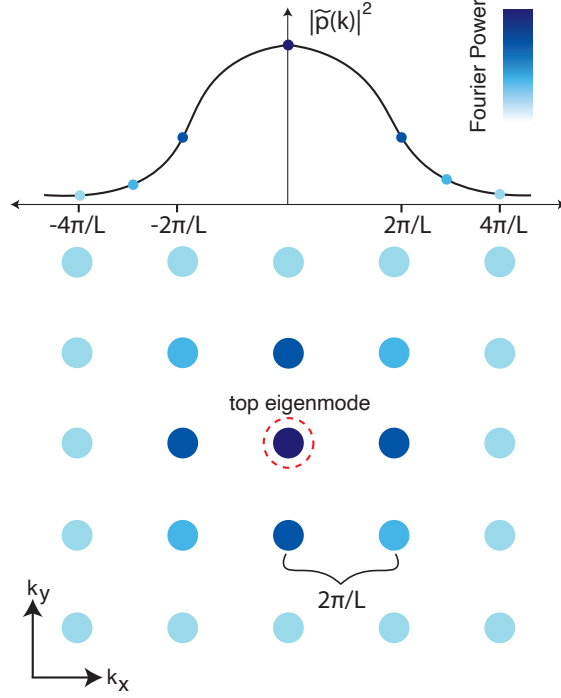 |p̃(k)|²
Fourier Power
-4π/L
-2π/L
2π/L
4π/L
top eigenmode
2π/L
k_y
k_x